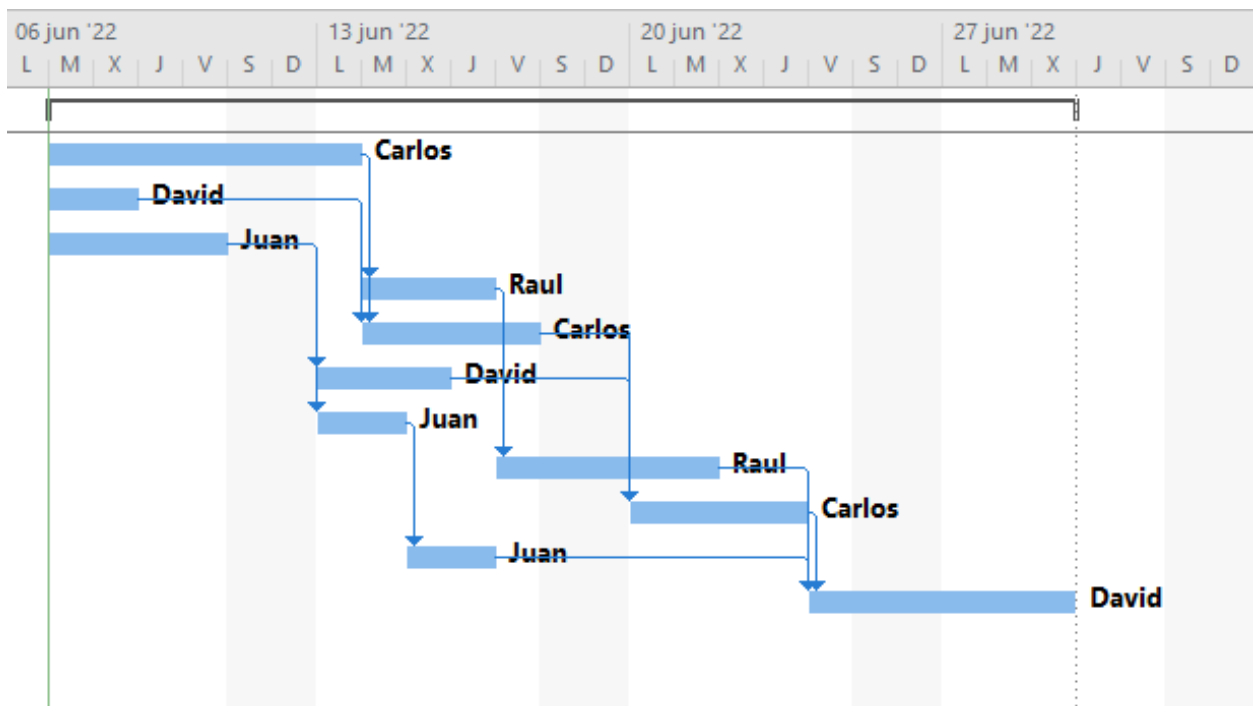 06 jun '22 13 jun '22 20 jun '22 27 jun '22
L M X J V S D L M X J V S D L M X J V S D L M X J V S D
Carlos
David
Juan
Raul
Carlos
David
Juan
Raul
Carlos
Juan
David